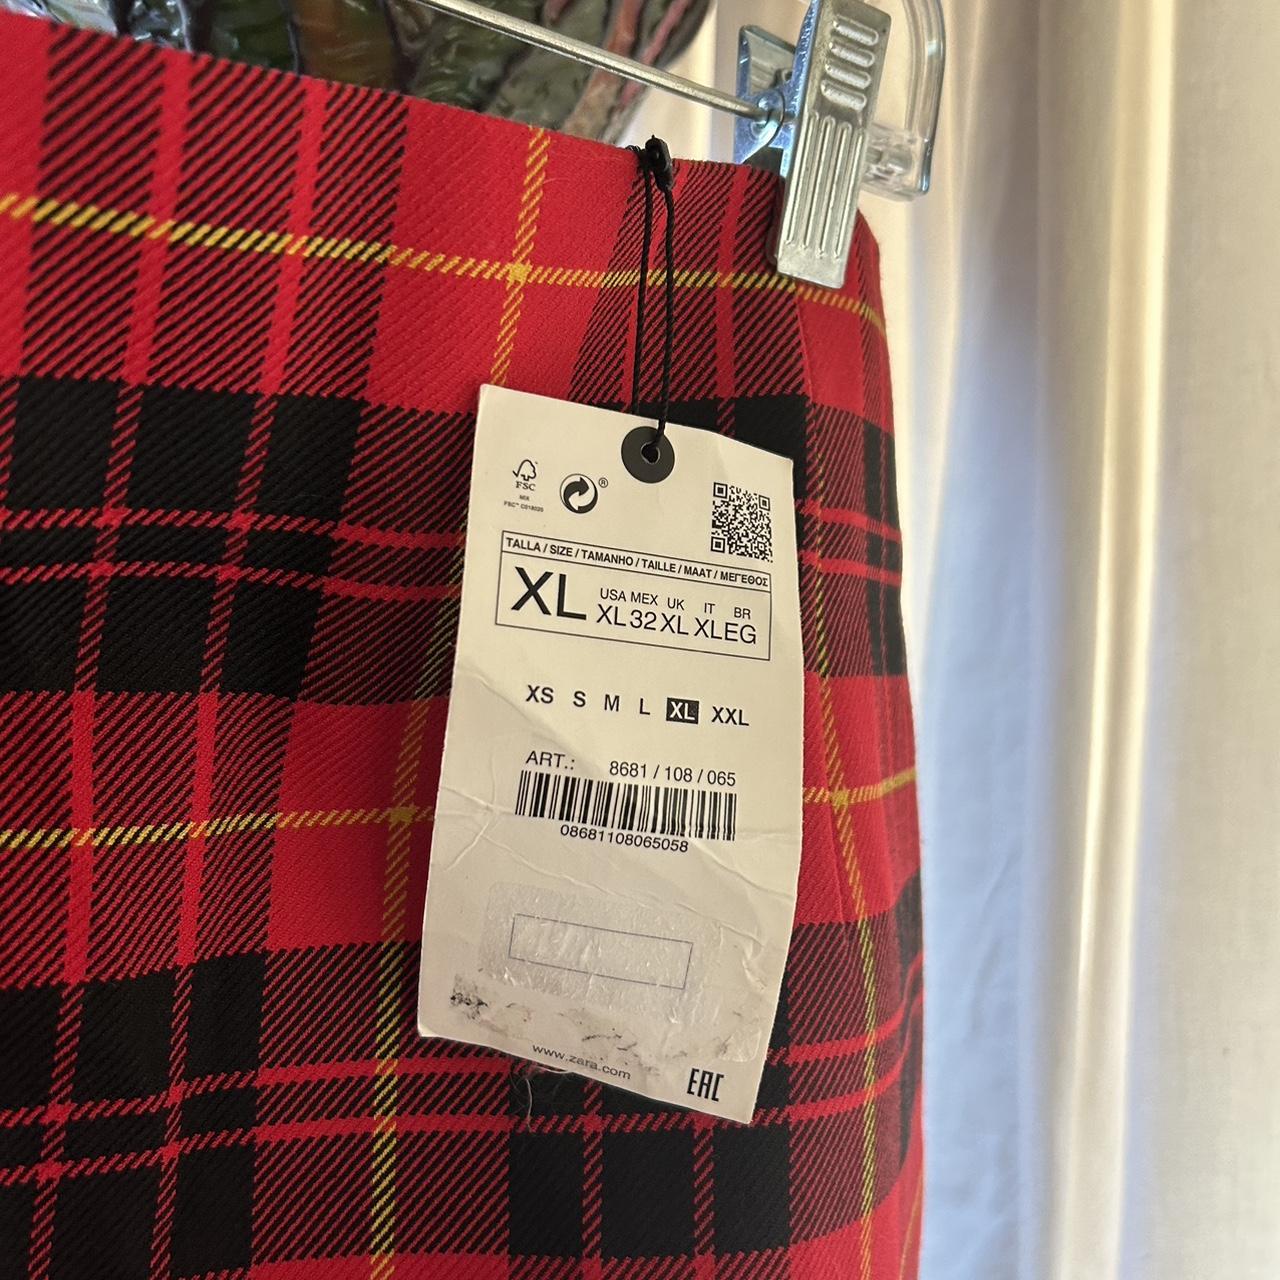 FSC
MIX
FSC™ C018020
®
TALLA / SIZE / TAMANHO / TAILLE / MAAT / ΜΕΓΕΘΟΣ
XL
USA MEX UK IT BR
XL 32 XL XL EG
XS S M L XL XXL
ART.: 8681 / 108 / 065
08681108065058
www.zara.com
EAC